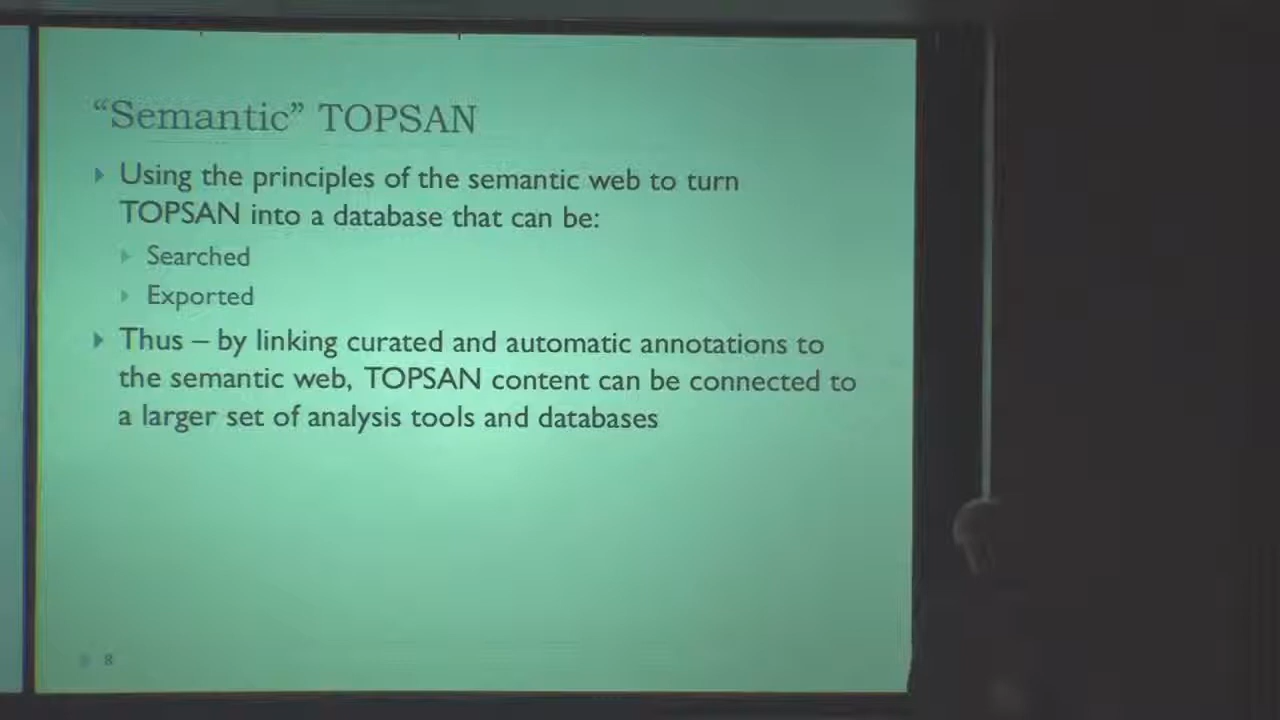 “Semantic” TOPSAN
Using the principles of the semantic web to turn
TOPSAN into a database that can be:
Searched
Exported
Thus – by linking curated and automatic annotations to
the semantic web, TOPSAN content can be connected to
a larger set of analysis tools and databases
8